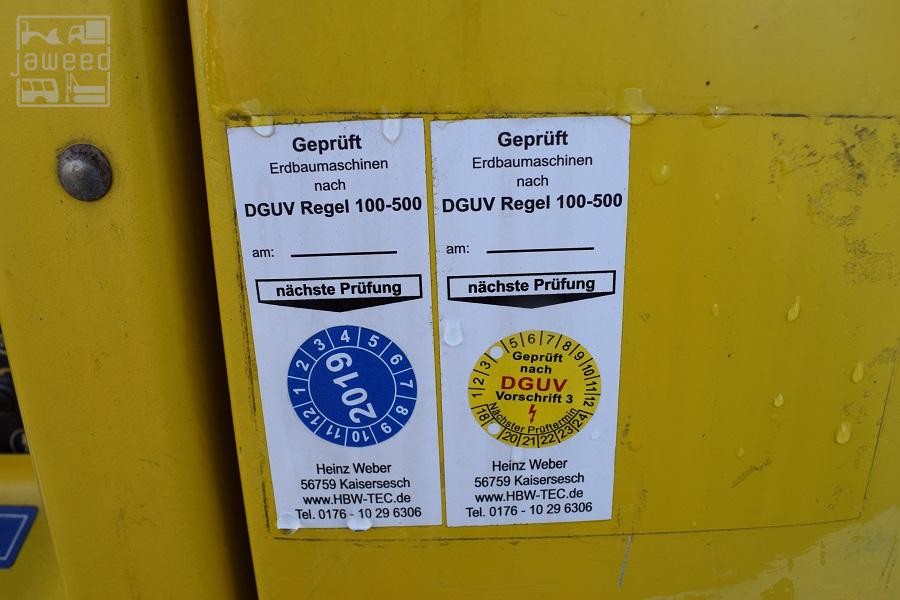 jaweed
Geprüft
Erdbaumaschinen
nach
DGUV Regel 100-500
am:
nächste Prüfung
1 2 3 4 5 6 7 8 9 10 11 12
2019
Heinz Weber
56759 Kaisersesch
www.HBW-TEC.de
Tel. 0176 - 10 29 6306
Geprüft
Erdbaumaschinen
nach
DGUV Regel 100-500
am:
nächste Prüfung
1 2 3 5 6 7 8 9 10 11 12
Geprüft
nach
DGUV
Vorschrift 3
Nächster Prüftermin
18 20 21 22 23 24
Heinz Weber
56759 Kaisersesch
www.HBW-TEC.de
Tel. 0176 - 10 29 6306